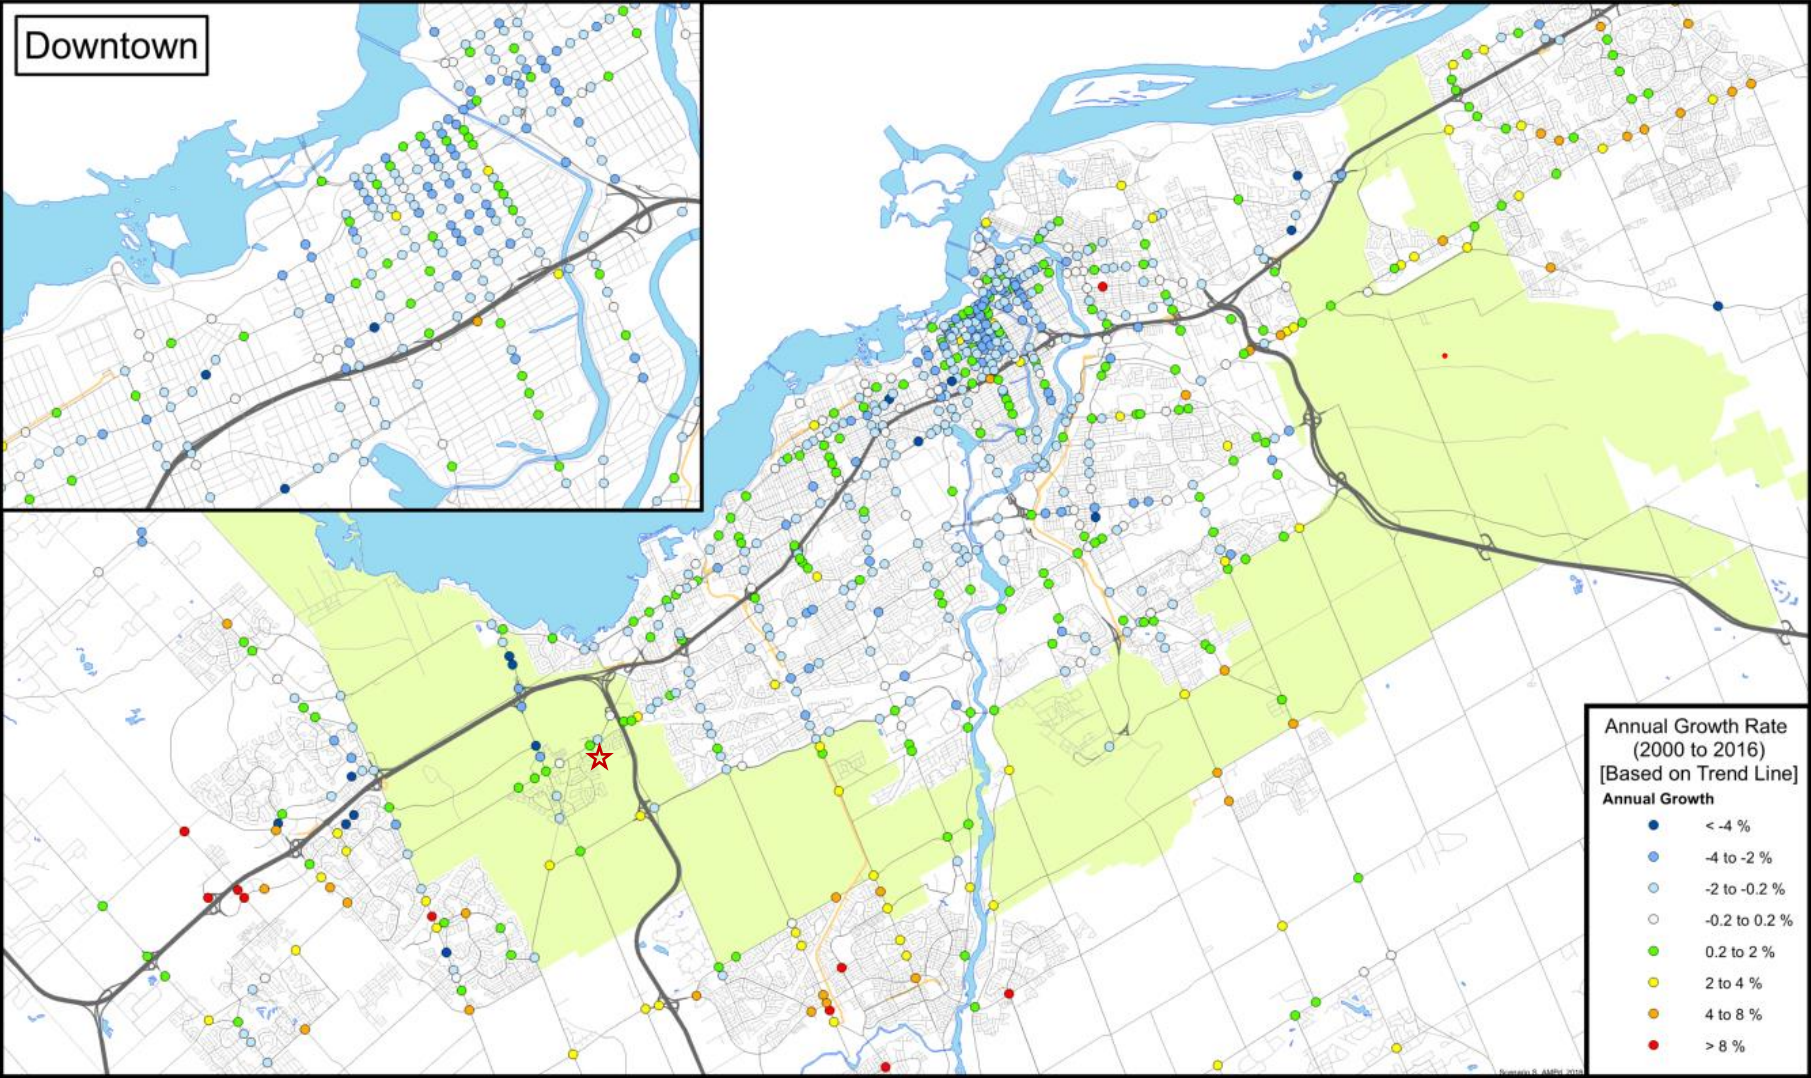 Downtown
Annual Growth Rate
(2000 to 2016)
[Based on Trend Line]
Annual Growth
< -4 %
-4 to -2 %
-2 to -0.2 %
-0.2 to 0.2 %
0.2 to 2 %
2 to 4 %
4 to 8 %
> 8 %